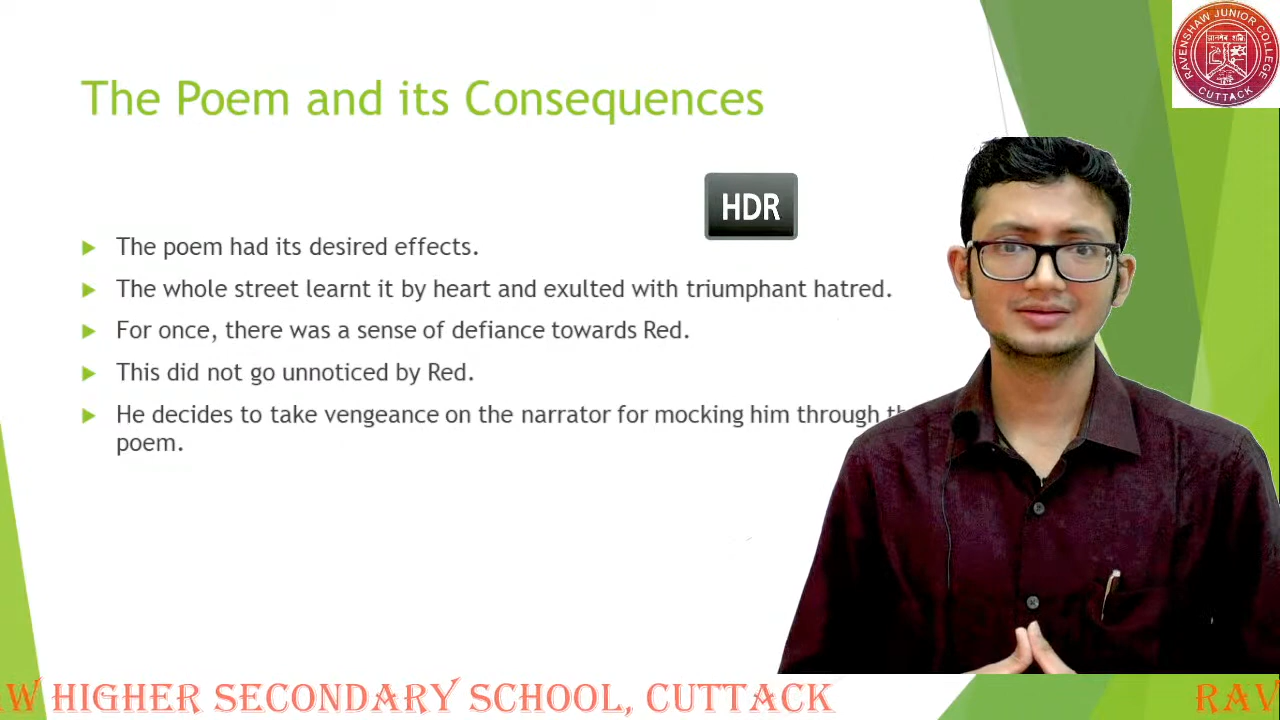 RAVENSHAW JUNIOR COLLEGE
CUTTACK
The Poem and its Consequences
HDR
The poem had its desired effects.
The whole street learnt it by heart and exulted with triumphant hatred.
For once, there was a sense of defiance towards Red.
This did not go unnoticed by Red.
He decides to take vengeance on the narrator for mocking him through
poem.
W HIGHER SECONDARY SCHOOL, CUTTACK
RAV